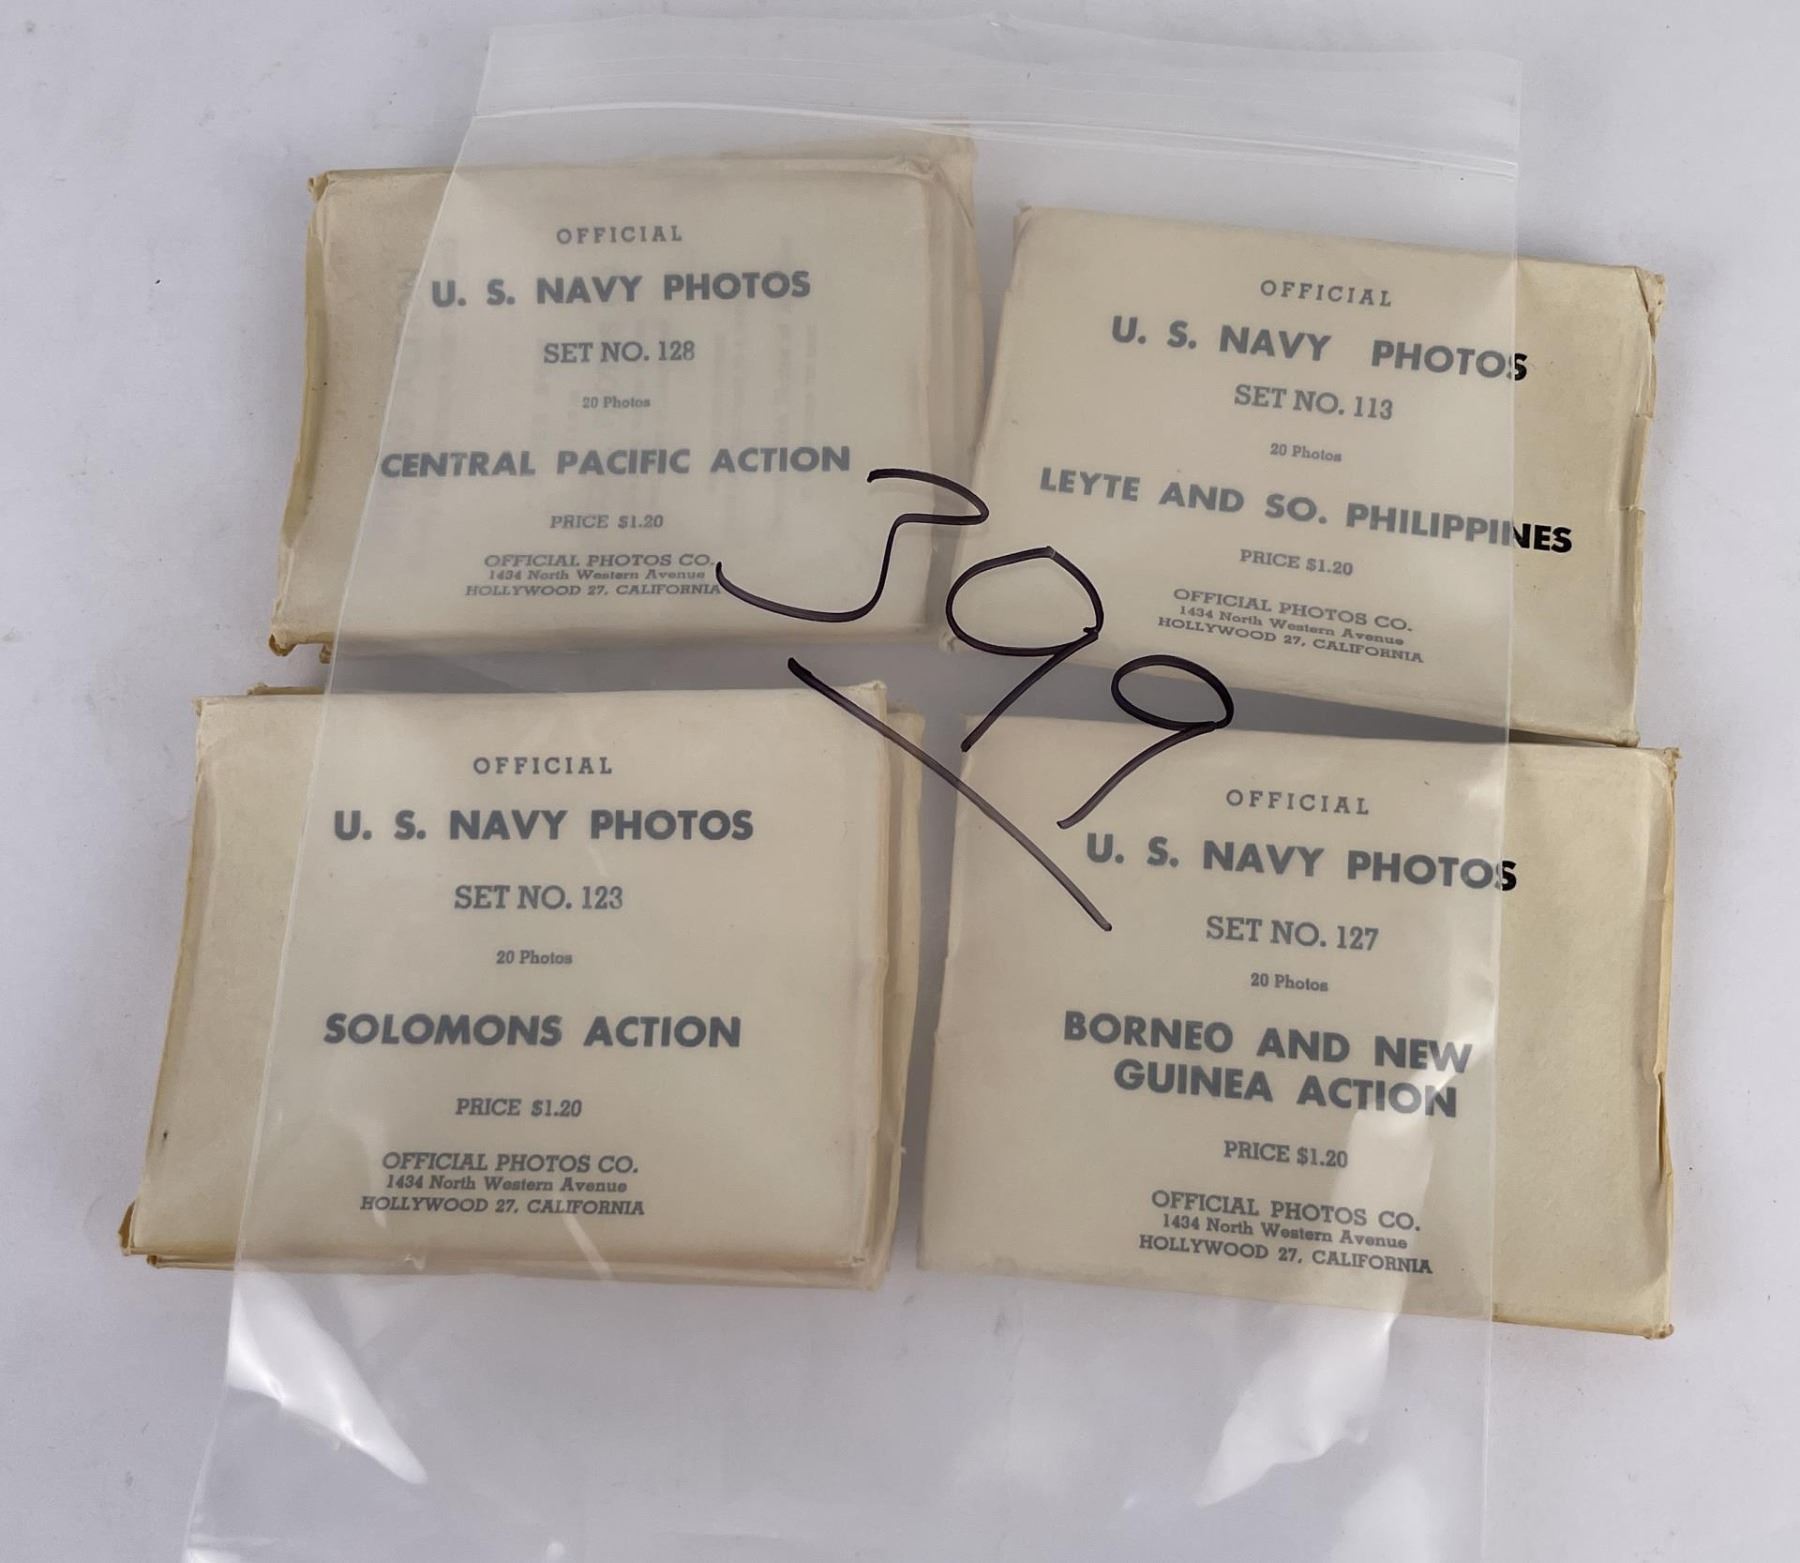 OFFICIAL
U. S. NAVY PHOTOS
SET NO. 128
20 Photos
CENTRAL PACIFIC ACTION
PRICE $1.20
OFFICIAL PHOTOS CO.
1434 North Western Avenue
HOLLYWOOD 27, CALIFORNIA
OFFICIAL
U. S. NAVY PHOTOS
SET NO. 113
20 Photos
LEYTE AND SO. PHILIPPINES
PRICE $1.20
OFFICIAL PHOTOS CO.
1434 North Western Avenue
HOLLYWOOD 27, CALIFORNIA
599
OFFICIAL
U. S. NAVY PHOTOS
SET NO. 123
20 Photos
SOLOMONS ACTION
PRICE $1.20
OFFICIAL PHOTOS CO.
1434 North Western Avenue
HOLLYWOOD 27, CALIFORNIA
OFFICIAL
U. S. NAVY PHOTOS
SET NO. 127
20 Photos
BORNEO AND NEW
GUINEA ACTION
PRICE $1.20
OFFICIAL PHOTOS CO.
1434 North Western Avenue
HOLLYWOOD 27, CALIFORNIA